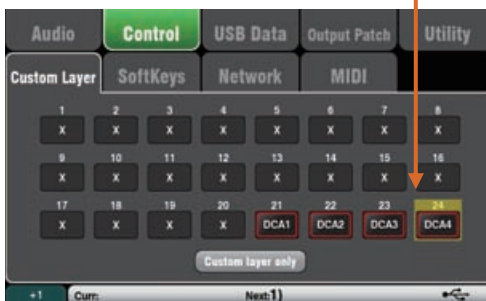 Audio Control USB Data Output Patch Utility
Custom Layer SoftKeys Network MIDI
1 2 3 4 5 6 7 8
X X X X X X X X
9 10 11 12 13 14 15 16
X X X X X X X X
17 18 19 20 21 22 23 24
X X X X DCA1 DCA2 DCA3 DCA4
Custom layer only
+1 Curr: Next:1)